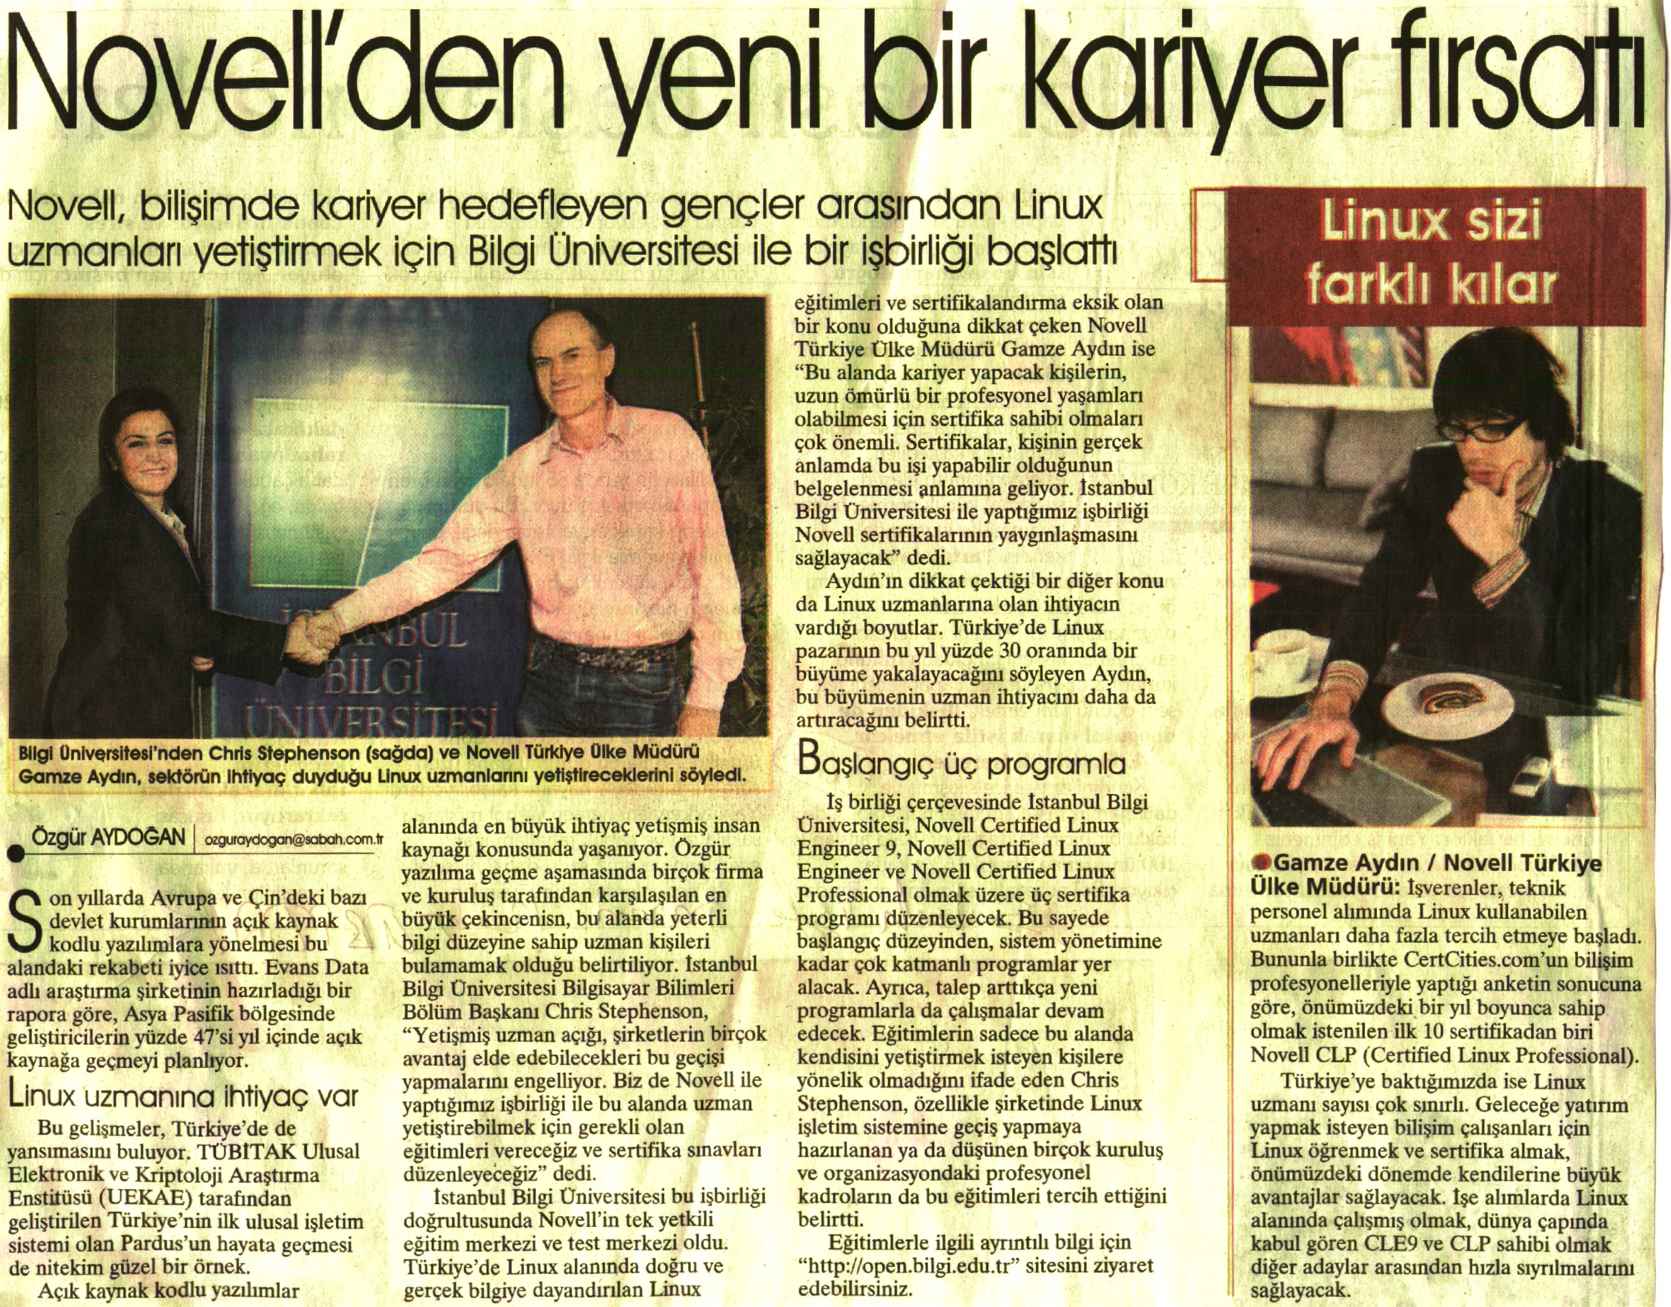 Novell’den yeni bir kariyer fırsatı
Novell, bilişimde kariyer hedefleyen gençler arasından Linux
uzmanları yetiştirmek için Bilgi Üniversitesi ile bir işbirliği başlattı
BİLGİ
ÜNİVERSİTESİ
Bilgi Üniversitesi’nden Chris Stephenson (sağda) ve Novell Türkiye Ülke Müdürü
Gamze Aydın, sektörün ihtiyaç duyduğu Linux uzmanlarını yetiştireceklerini söyledi.
Özgür AYDOĞAN | ozguraydogan@sabah.com.tr
Son yıllarda Avrupa ve Çin’deki bazı
devlet kurumlarının açık kaynak
kodlu yazılımlara yönelmesi bu
alandaki rekabeti iyice ısıttı. Evans Data
adlı araştırma şirketinin hazırladığı bir
rapora göre, Asya Pasifik bölgesinde
geliştiricilerin yüzde 47’si yıl içinde açık
kaynağa geçmeyi planlıyor.
Linux uzmanına ihtiyaç var
Bu gelişmeler, Türkiye’de de
yansımasını buluyor. TÜBİTAK Ulusal
Elektronik ve Kriptoloji Araştırma
Enstitüsü (UEKAE) tarafından
geliştirilen Türkiye’nin ilk ulusal işletim
sistemi olan Pardus’un hayata geçmesi
de nitekim güzel bir örnek.
Açık kaynak kodlu yazılımlar
alanında en büyük ihtiyaç yetişmiş insan
kaynağı konusunda yaşanıyor. Özgür
yazılıma geçme aşamasında birçok firma
ve kuruluş tarafından karşılaşılan en
büyük çekincenisn, bu alanda yeterli
bilgi düzeyine sahip uzman kişileri
bulamamak olduğu belirtiliyor. İstanbul
Bilgi Üniversitesi Bilgisayar Bilimleri
Bölüm Başkanı Chris Stephenson,
“Yetişmiş uzman açığı, şirketlerin birçok
avantaj elde edebilecekleri bu geçişi
yapmalarını engelliyor. Biz de Novell ile
yaptığımız işbirliği ile bu alanda uzman
yetiştirebilmek için gerekli olan
eğitimleri vereceğiz ve sertifika sınavları
düzenleyeceğiz” dedi.
İstanbul Bilgi Üniversitesi bu işbirliği
doğrultusunda Novell’in tek yetkili
eğitim merkezi ve test merkezi oldu.
Türkiye’de Linux alanında doğru ve
gerçek bilgiye dayandırılan Linux
eğitimleri ve sertifikalandırma eksik olan
bir konu olduğuna dikkat çeken Novell
Türkiye Ülke Müdürü Gamze Aydın ise
“Bu alanda kariyer yapacak kişilerin,
uzun ömürlü bir profesyonel yaşamları
olabilmesi için sertifika sahibi olmaları
çok önemli. Sertifikalar, kişinin gerçek
anlamda bu işi yapabilir olduğunun
belgelenmesi anlamına geliyor. İstanbul
Bilgi Üniversitesi ile yaptığımız işbirliği
Novell sertifikalarının yaygınlaşmasını
sağlayacak” dedi.
Aydın’ın dikkat çektiği bir diğer konu
da Linux uzmanlarına olan ihtiyacın
vardığı boyutlar. Türkiye’de Linux
pazarının bu yıl yüzde 30 oranında bir
büyüme yakalayacağını söyleyen Aydın,
bu büyümenin uzman ihtiyacını daha da
artıracağını belirtti.
Başlangıç üç programla
İş birliği çerçevesinde İstanbul Bilgi
Üniversitesi, Novell Certified Linux
Engineer 9, Novell Certified Linux
Engineer ve Novell Certified Linux
Professional olmak üzere üç sertifika
programı düzenleyecek. Bu sayede
başlangıç düzeyinden, sistem yönetimine
kadar çok katmanlı programlar yer
alacak. Ayrıca, talep arttıkça yeni
programlarla da çalışmalar devam
edecek. Eğitimlerin sadece bu alanda
kendisini yetiştirmek isteyen kişilere
yönelik olmadığını ifade eden Chris
Stephenson, özellikle şirketinde Linux
işletim sistemine geçiş yapmaya
hazırlanan ya da düşünen birçok kuruluş
ve organizasyondaki profesyonel
kadroların da bu eğitimleri tercih ettiğini
belirtti.
Eğitimlerle ilgili ayrıntılı bilgi için
“http://open.bilgi.edu.tr” sitesini ziyaret
edebilirsiniz.
Linux sizi
farklı kılar
Gamze Aydın / Novell Türkiye
Ülke Müdürü: İşverenler, teknik
personel alımında Linux kullanabilen
uzmanları daha fazla tercih etmeye başladı.
Bununla birlikte CertCities.com’un bilişim
profesyonelleriyle yaptığı anketin sonucuna
göre, önümüzdeki bir yıl boyunca sahip
olmak istenilen ilk 10 sertifikadan biri
Novell CLP (Certified Linux Professional).
Türkiye’ye baktığımızda ise Linux
uzmanı sayısı çok sınırlı. Geleceğe yatırım
yapmak isteyen bilişim çalışanları için
Linux öğrenmek ve sertifika almak,
önümüzdeki dönemde kendilerine büyük
avantajlar sağlayacak. İşe alımlarda Linux
alanında çalışmış olmak, dünya çapında
kabul gören CLE9 ve CLP sahibi olmak
diğer adaylar arasından hızla sıyrılmalarını
sağlayacak.